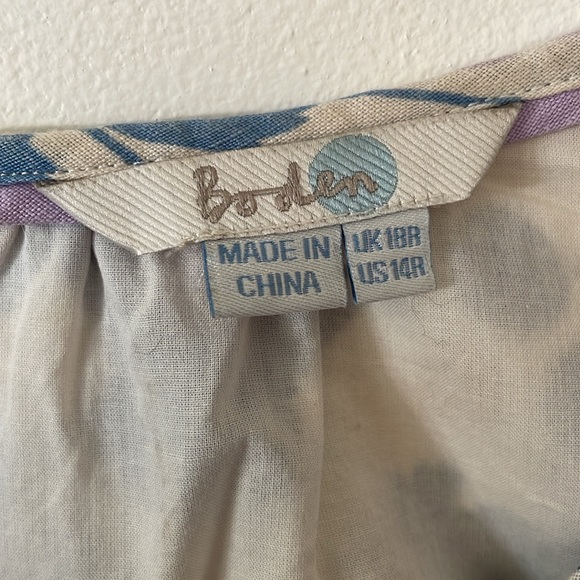 Boden
MADE IN
CHINA
UK 18R
US 14R